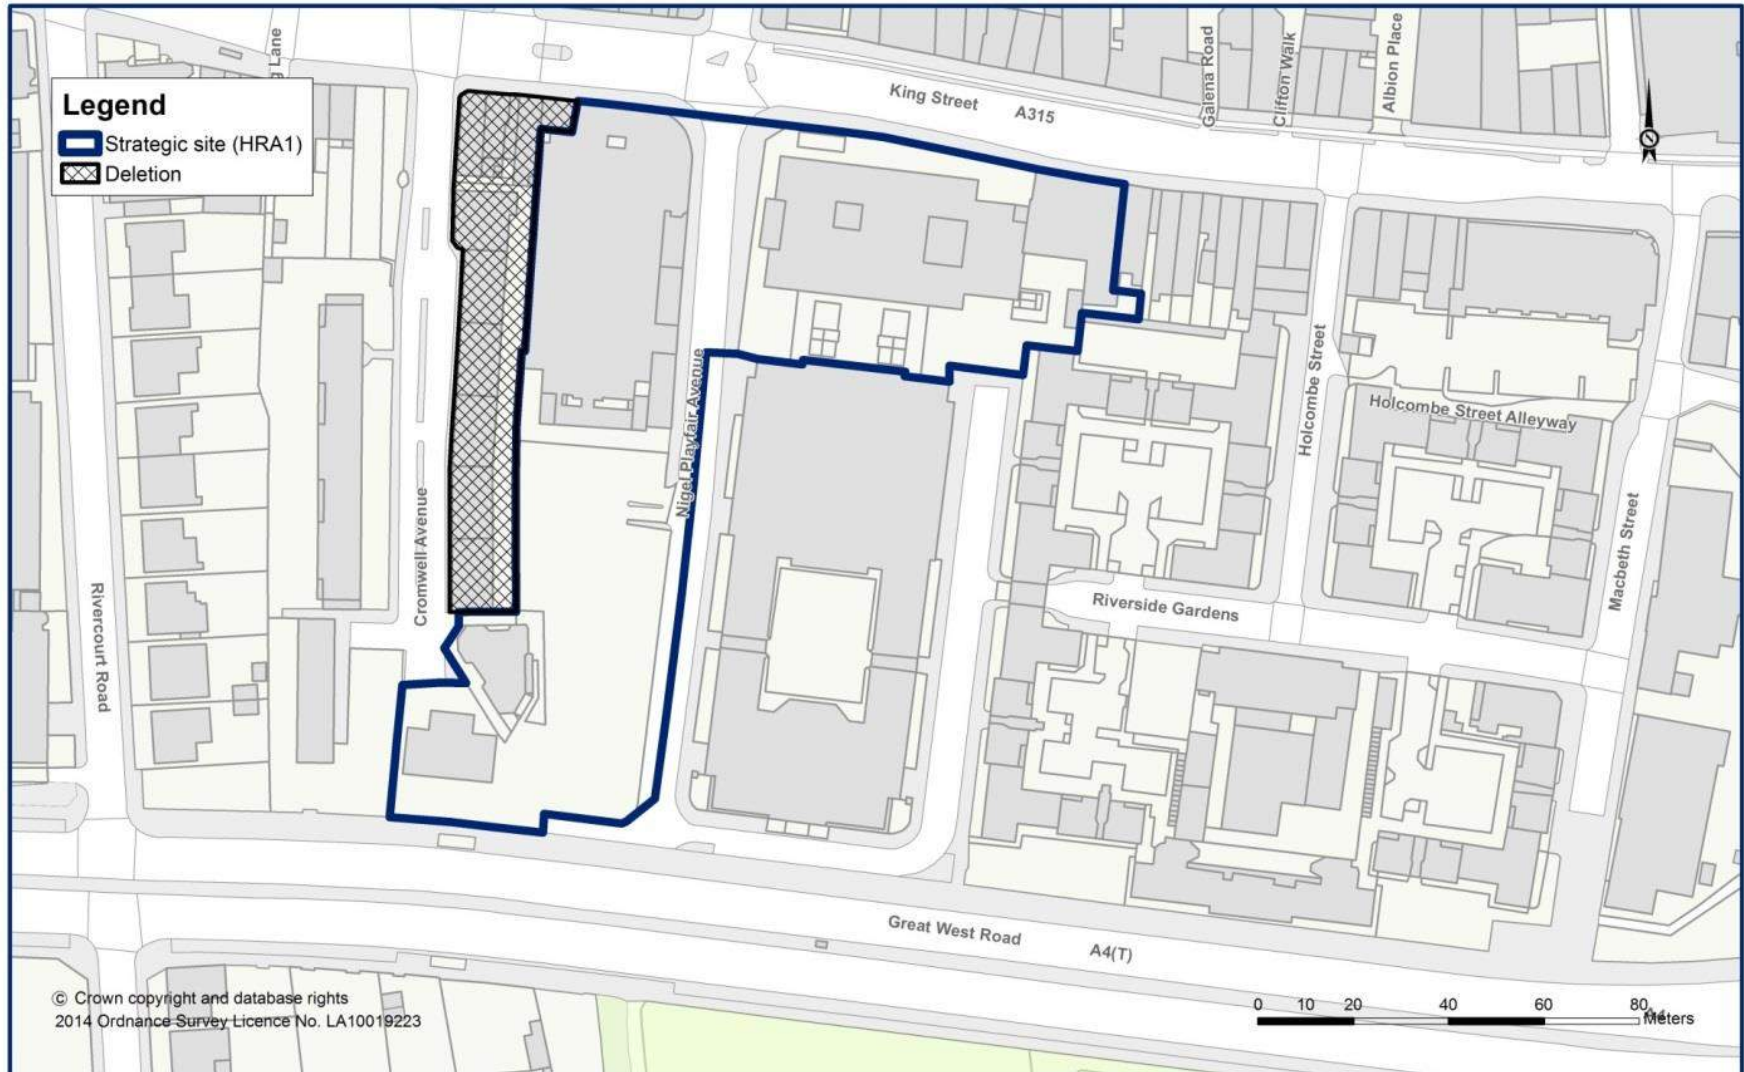 Legend
Strategic site (HRA1)
Deletion
Lane
King Street A315
Galena Road
Clifton Walk
Albion Place
Nigel Playfair Avenue
Holcombe Street
Holcombe Street Alleyway
Cromwell Avenue
Rivercourt Road
Riverside Gardens
Macbeth Street
Great West Road A4(T)
© Crown copyright and database rights
2014 Ordnance Survey Licence No. LA10019223
0 10 20 40 60 80
Meters